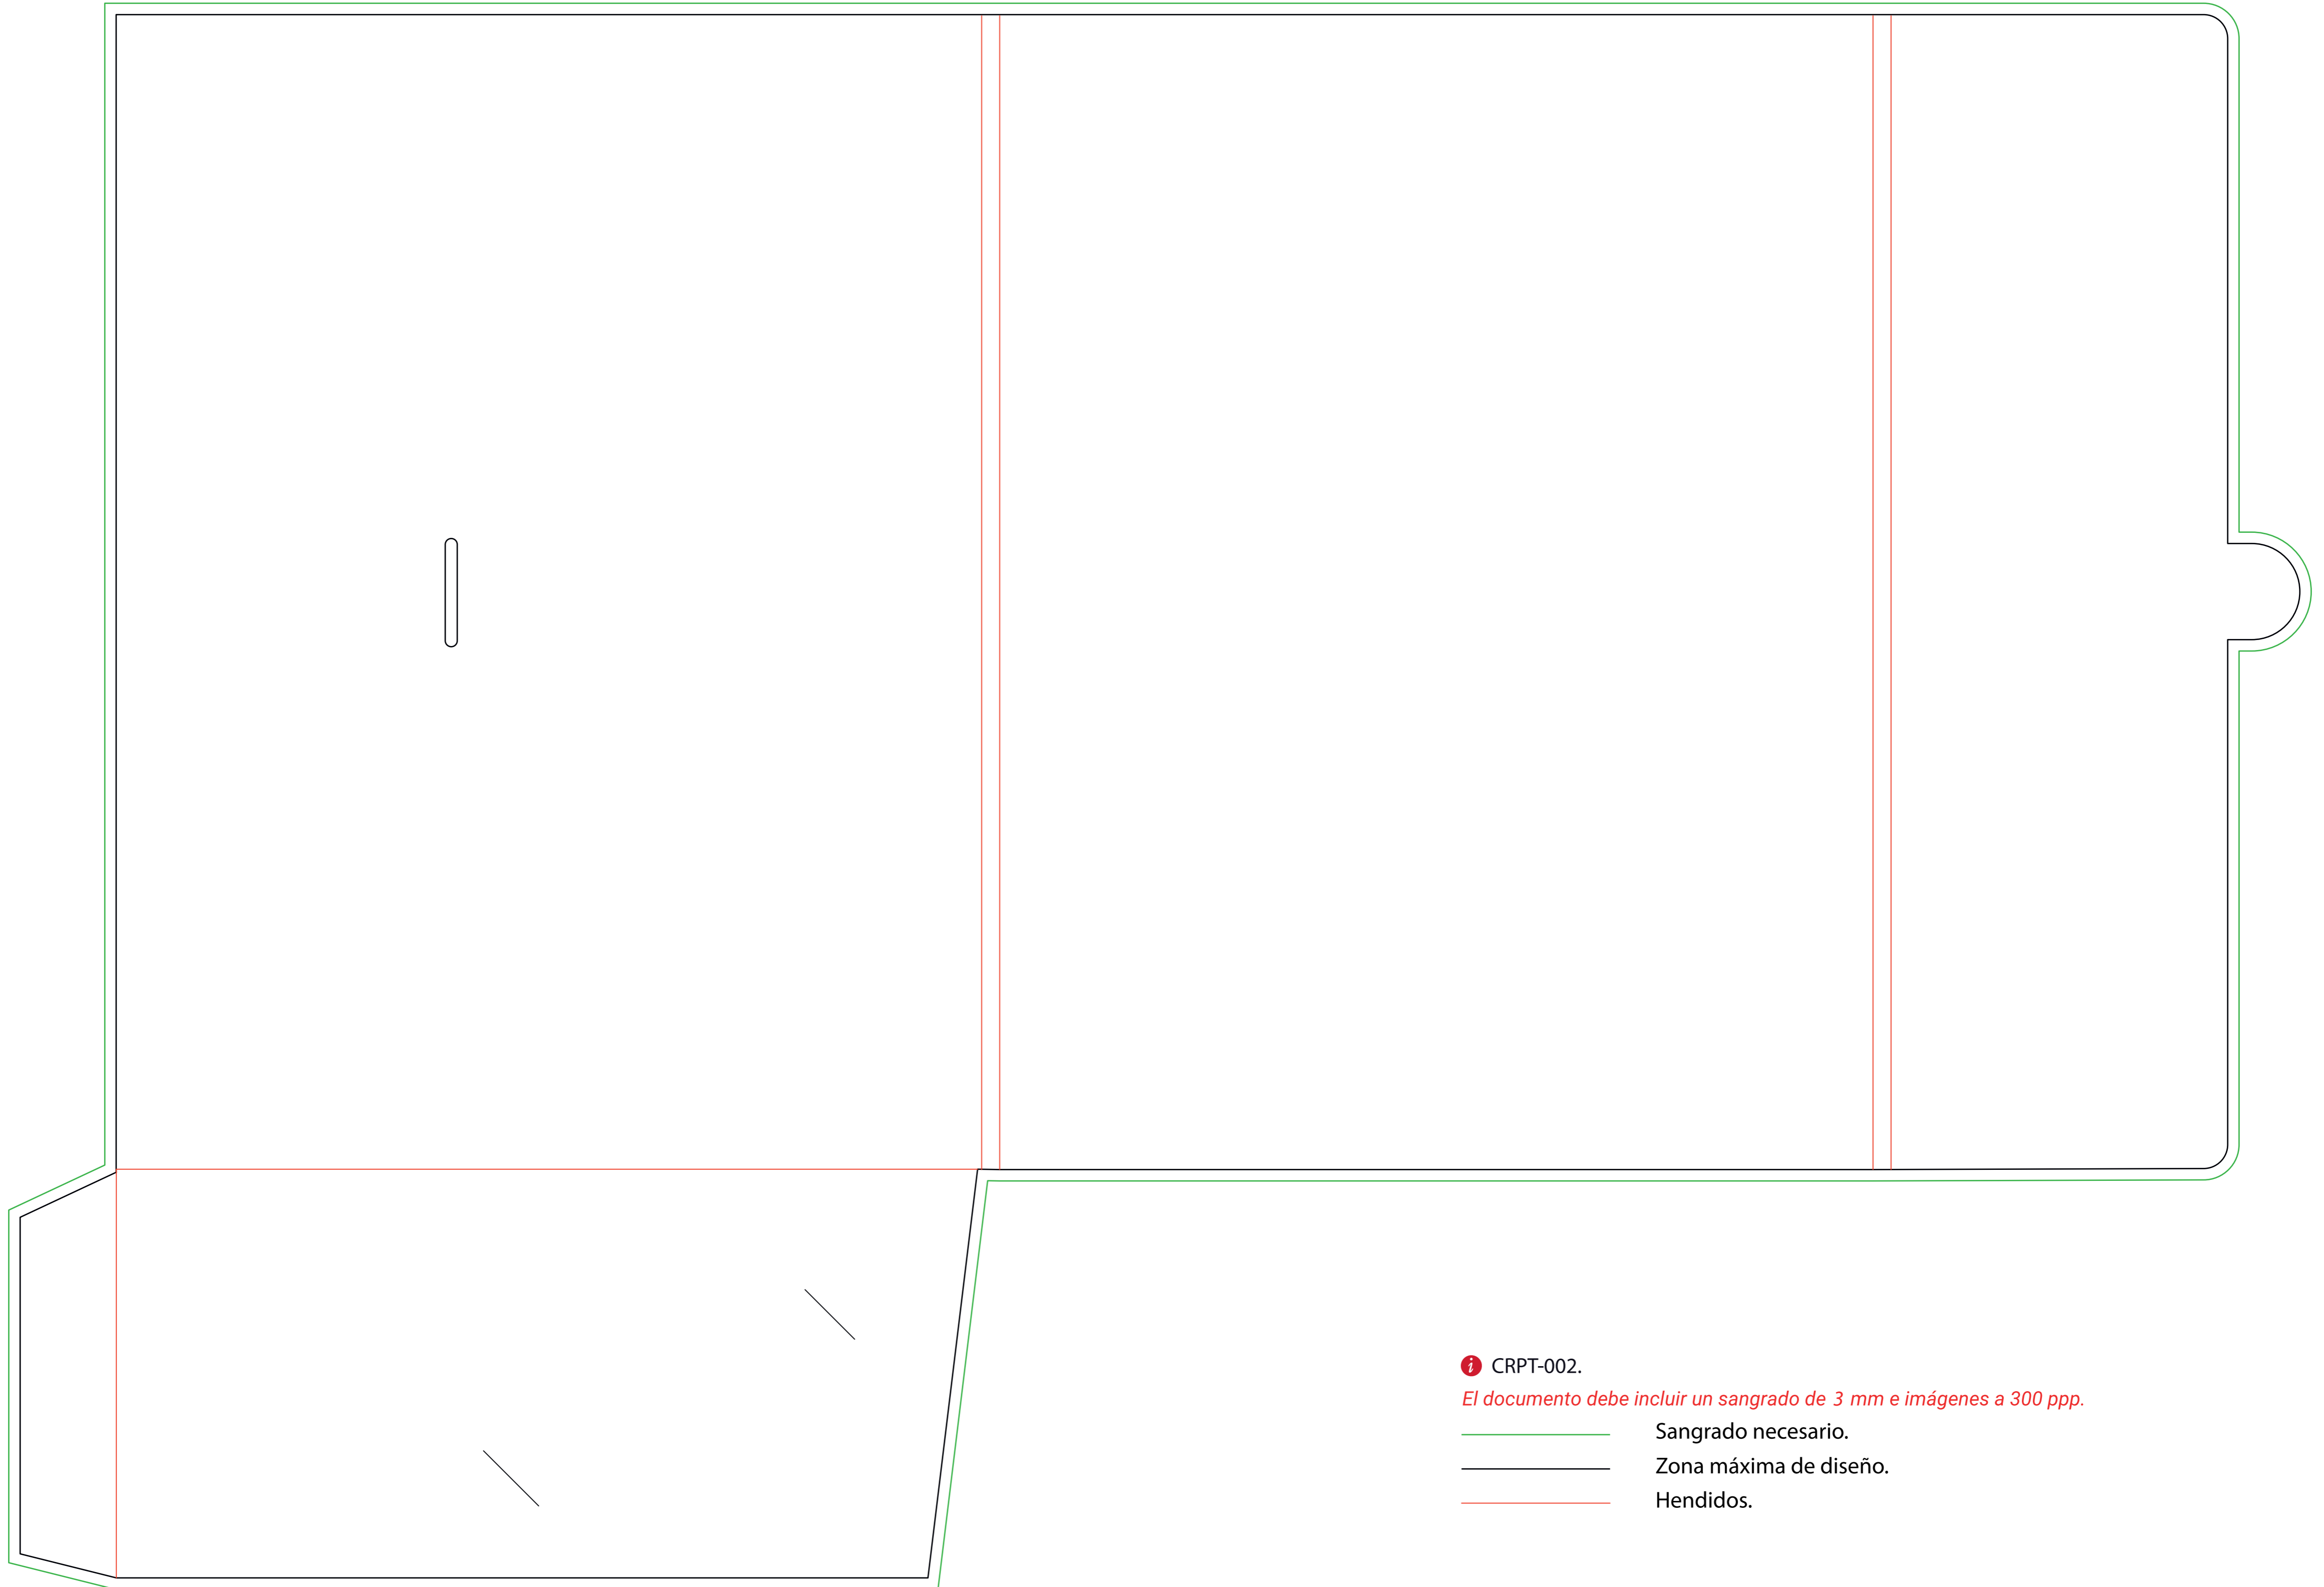 i CRPT-002.
El documento debe incluir un sangrado de 3 mm e imágenes a 300 ppp.
Sangrado necesario.
Zona máxima de diseño.
Hendidos.